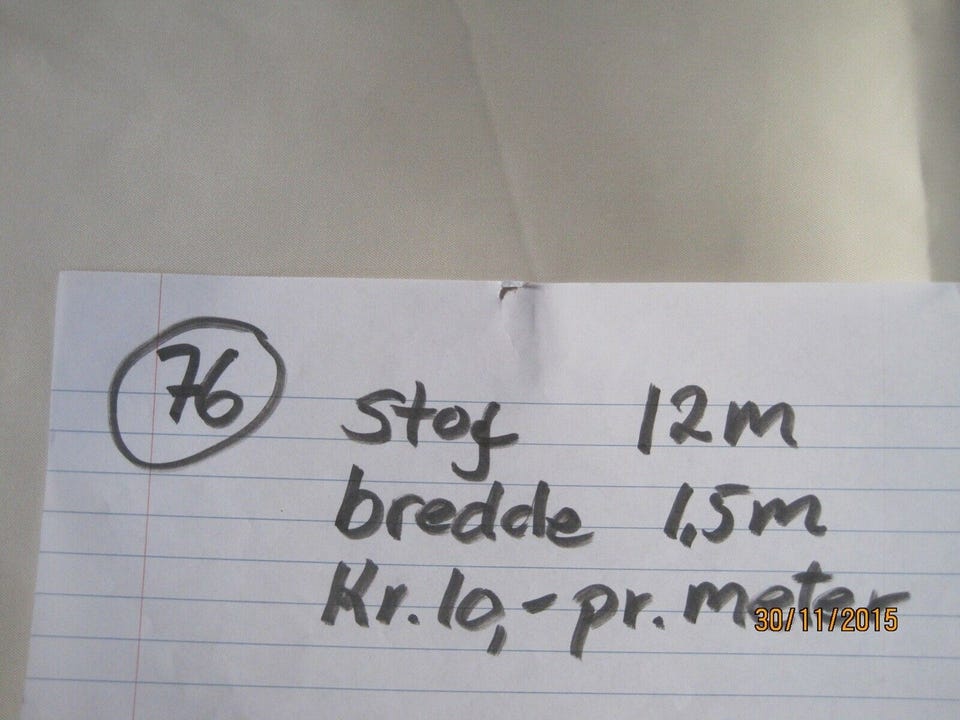 76
Stof 12m
bredde 1,5m
Kr. 10,- pr. meter
30/11/2015